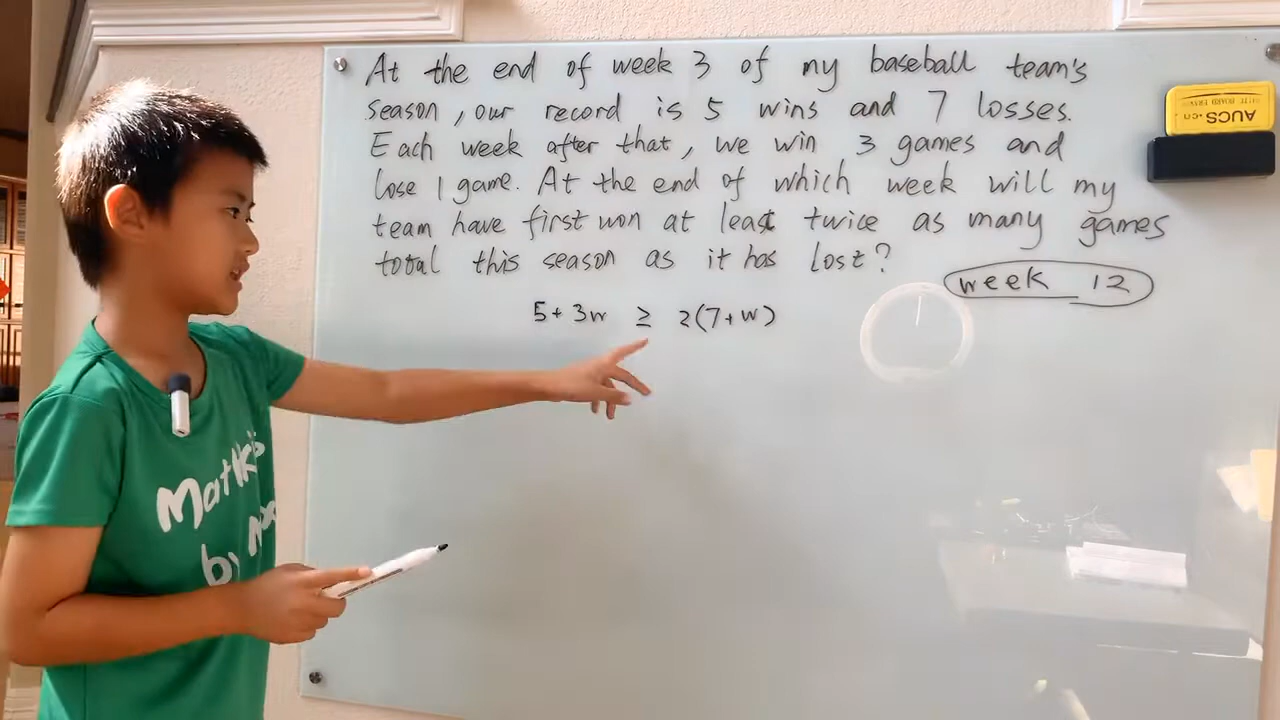 At the end of week 3 of my baseball team's
season, our record is 5 wins and 7 losses.
Each week after that, we win 3 games and
lose 1 game. At the end of which week will my
team have first won at least twice as many games
total this season as it has lost?
week 12
5+3w ≥ 2(7+w)
AUCS.cn
by